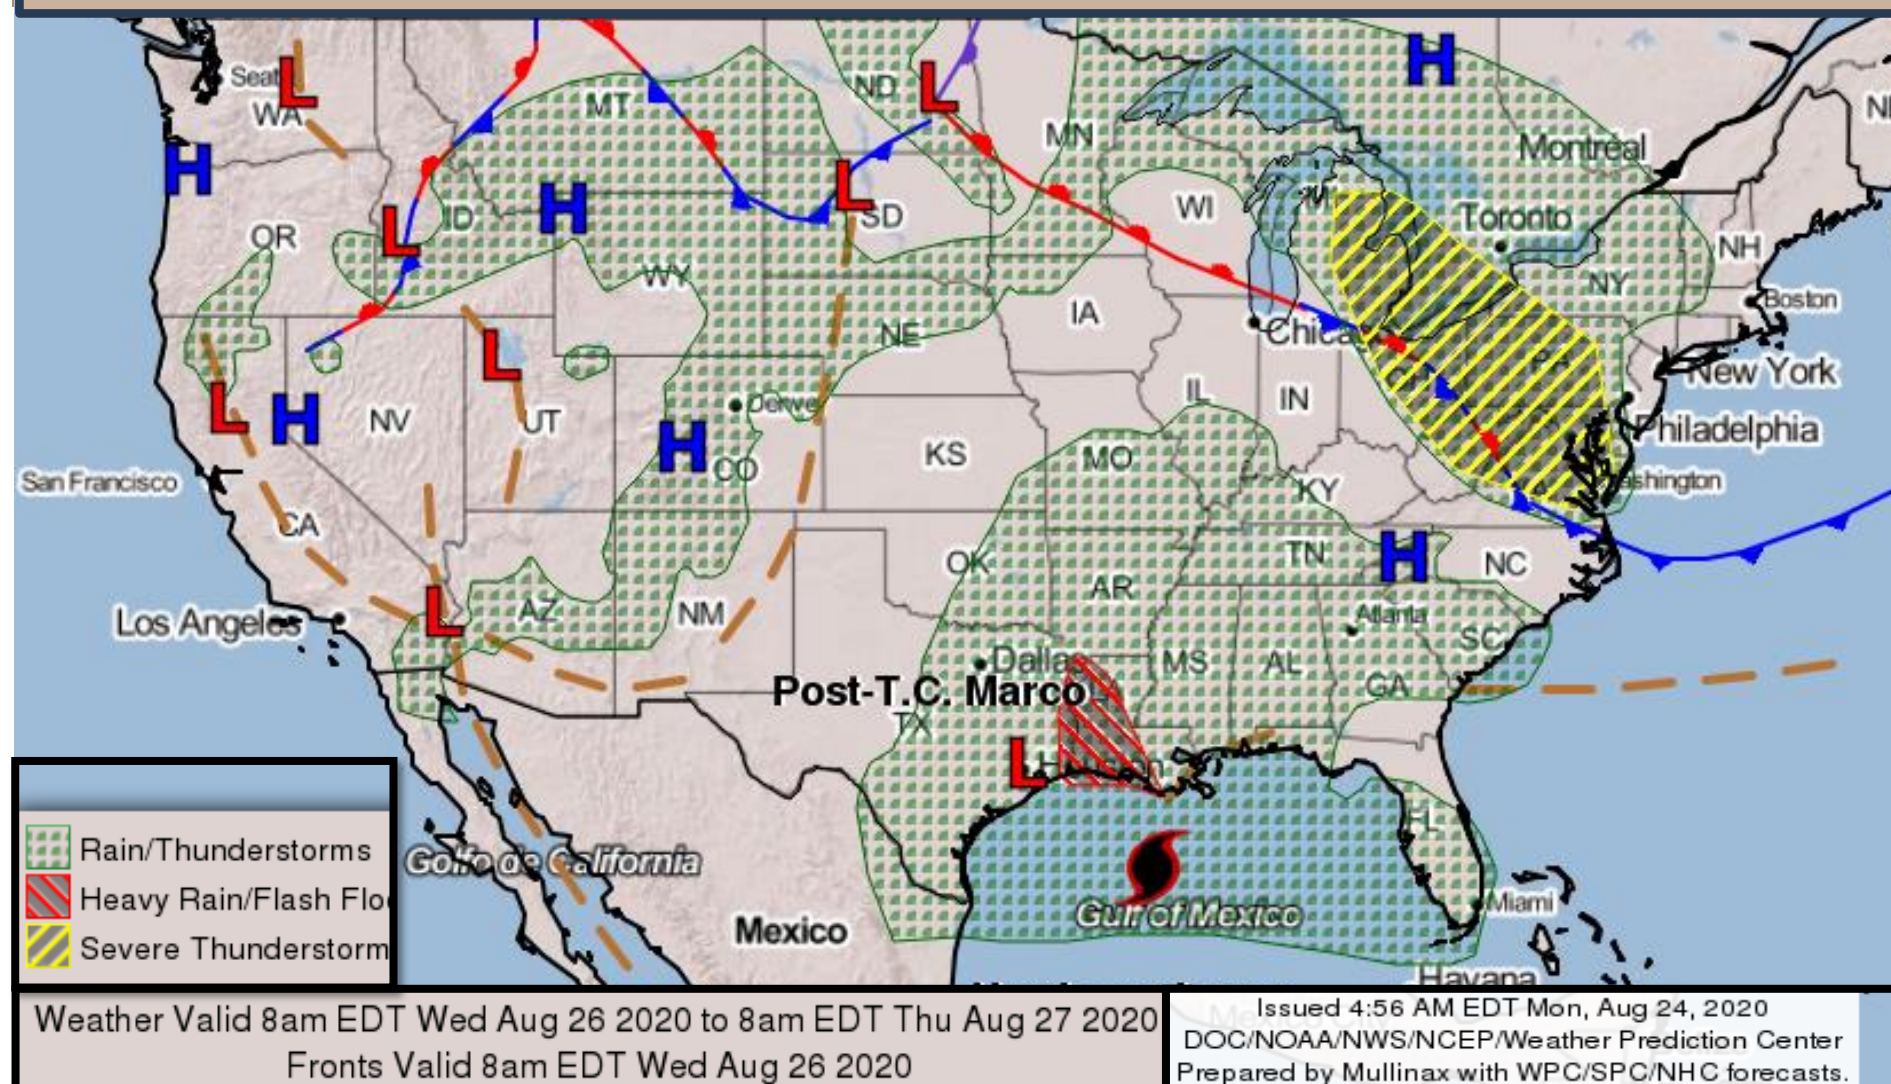 Seat
WA
MT
ND
MN
Montréal
OR
ID
SD
WI
Toronto
NH
WY
NY
Boston
NE
IA
Chica
PA
New York
NV
UT
Denve
IL
IN
Philadelphia
San Francisco
CO
KS
MO
KY
ashington
CA
OK
TN
NC
AR
Los Angeles
AZ
NM
Atlanta
SC
Dallas
MS
AL
GA
Post-T.C. Marco
TX
Rain/Thunderstorms
Heavy Rain/Flash Flo
Severe Thunderstorm
Golfo de California
FL
Miami
Mexico
Gulf of Mexico
Havana
H
H
H
H
H
H
H
L
L
L
L
L
L
L
L
Weather Valid 8am EDT Wed Aug 26 2020 to 8am EDT Thu Aug 27 2020
Fronts Valid 8am EDT Wed Aug 26 2020
Issued 4:56 AM EDT Mon, Aug 24, 2020
DOC/NOAA/NWS/NCEP/Weather Prediction Center
Prepared by Mullinax with WPC/SPC/NHC forecasts.